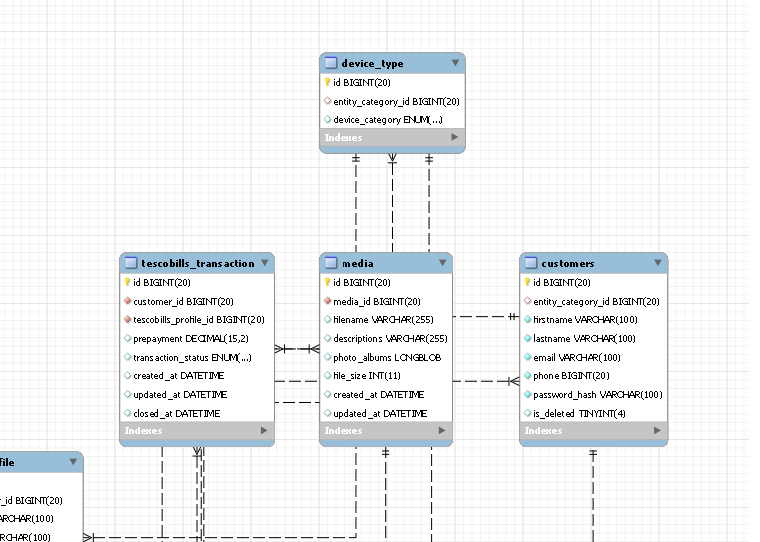 device_type
id BIGINT(20)
entity_category_id BIGINT(20)
device_category ENUM(...)
Indexes
tescobills_transaction
id BIGINT(20)
customer_id BIGINT(20)
tescobills_profile_id BIGINT(20)
prepayment DECIMAL(15,2)
transaction_status ENUM(...)
created_at DATETIME
updated_at DATETIME
closed_at DATETIME
Indexes
media
id BIGINT(20)
media_id BIGINT(20)
filename VARCHAR(255)
descriptions VARCHAR(255)
photo_albums LONGBLOB
file_size INT(11)
created_at DATETIME
updated_at DATETIME
Indexes
customers
id BIGINT(20)
entity_category_id BIGINT(20)
firstname VARCHAR(100)
lastname VARCHAR(100)
email VARCHAR(100)
phone BIGINT(20)
password_hash VARCHAR(100)
is_deleted TINYINT(4)
Indexes
file
_id BIGINT(20)
ARCHAR(100)
RCHAR(100)